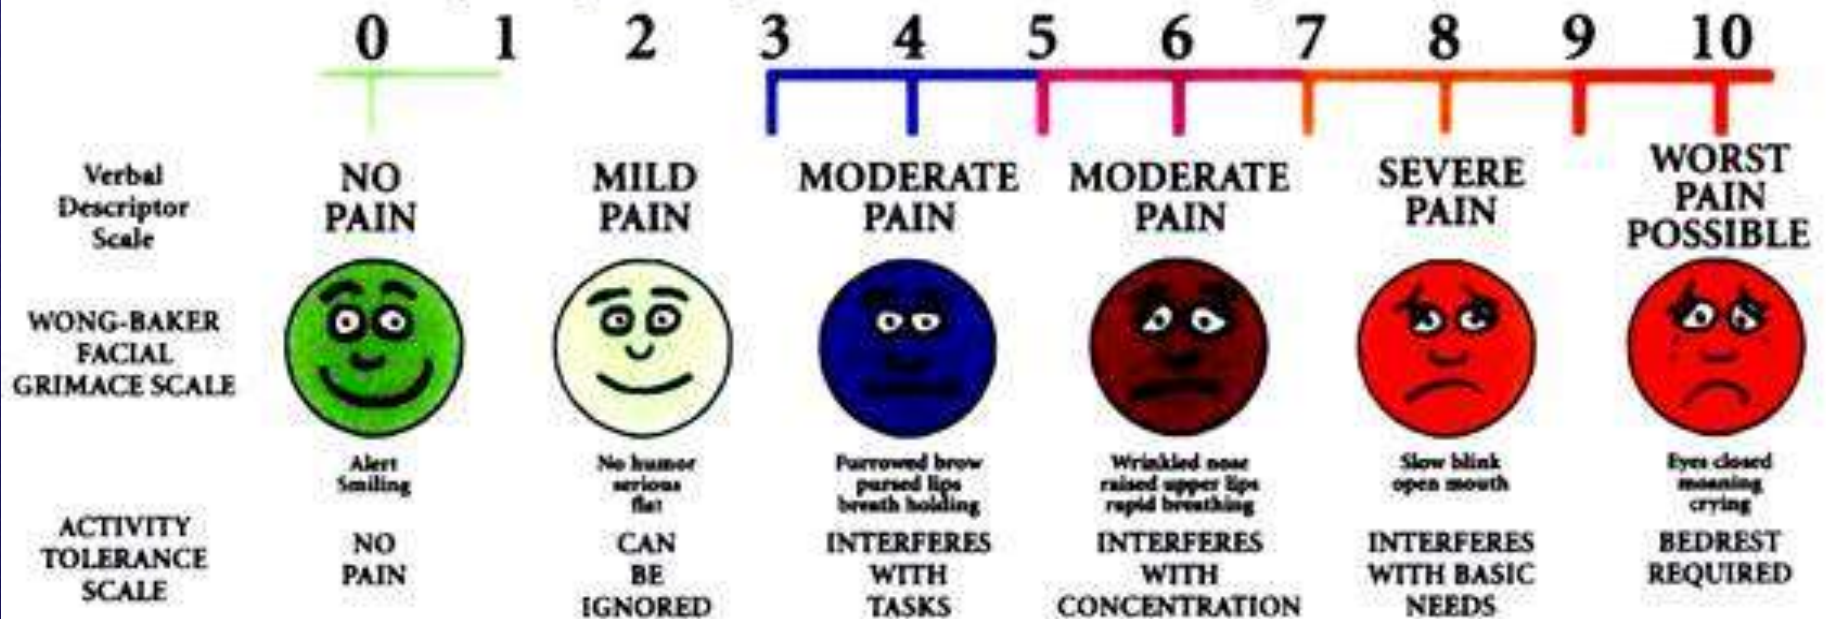 0 1 2 3 4 5 6 7 8 9 10
Verbal
Descriptor
Scale
NO
PAIN
MILD
PAIN
MODERATE
PAIN
MODERATE
PAIN
SEVERE
PAIN
WORST
PAIN
POSSIBLE
WONG-BAKER
FACIAL
GRIMACE SCALE
Alert
Smiling
No humor
serious
flat
Furrowed brow
pursed lips
breath holding
Wrinkled nose
raised upper lips
rapid breathing
Slow blink
open mouth
Eyes closed
moaning
crying
ACTIVITY
TOLERANCE
SCALE
NO
PAIN
CAN
BE
IGNORED
INTERFERES
WITH
TASKS
INTERFERES
WITH
CONCENTRATION
INTERFERES
WITH BASIC
NEEDS
BEDREST
REQUIRED